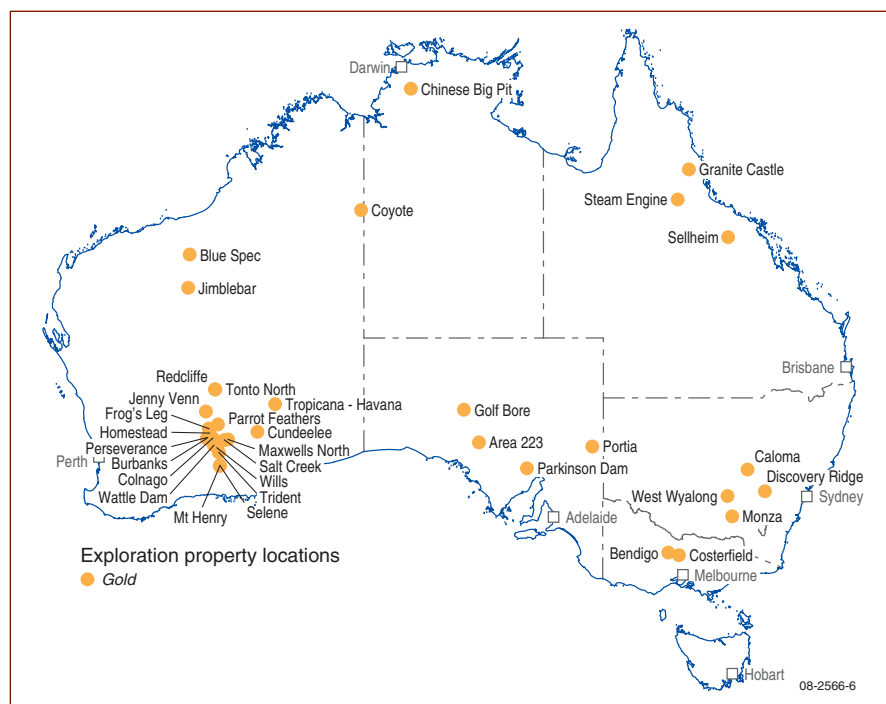 Darwin
Chinese Big Pit
Granite Castle
Steam Engine
Coyote
Sellheim
Blue Spec
Jimblebar
Brisbane
Redcliffe
Tonto North
Jenny Venn
Tropicana - Havana
Frog's Leg
Parrot Feathers
Golf Bore
Homestead
Cundeelee
Perseverance
Maxwells North
Area 223
Portia
Perth
Burbanks
Salt Creek
Caloma
Colnago
Wills
Parkinson Dam
Discovery Ridge
Wattle Dam
Trident
West Wyalong
Sydney
Mt Henry
Selene
Adelaide
Monza
Exploration property locations
Gold
Bendigo
Costerfield
Melbourne
Hobart
08-2566-6